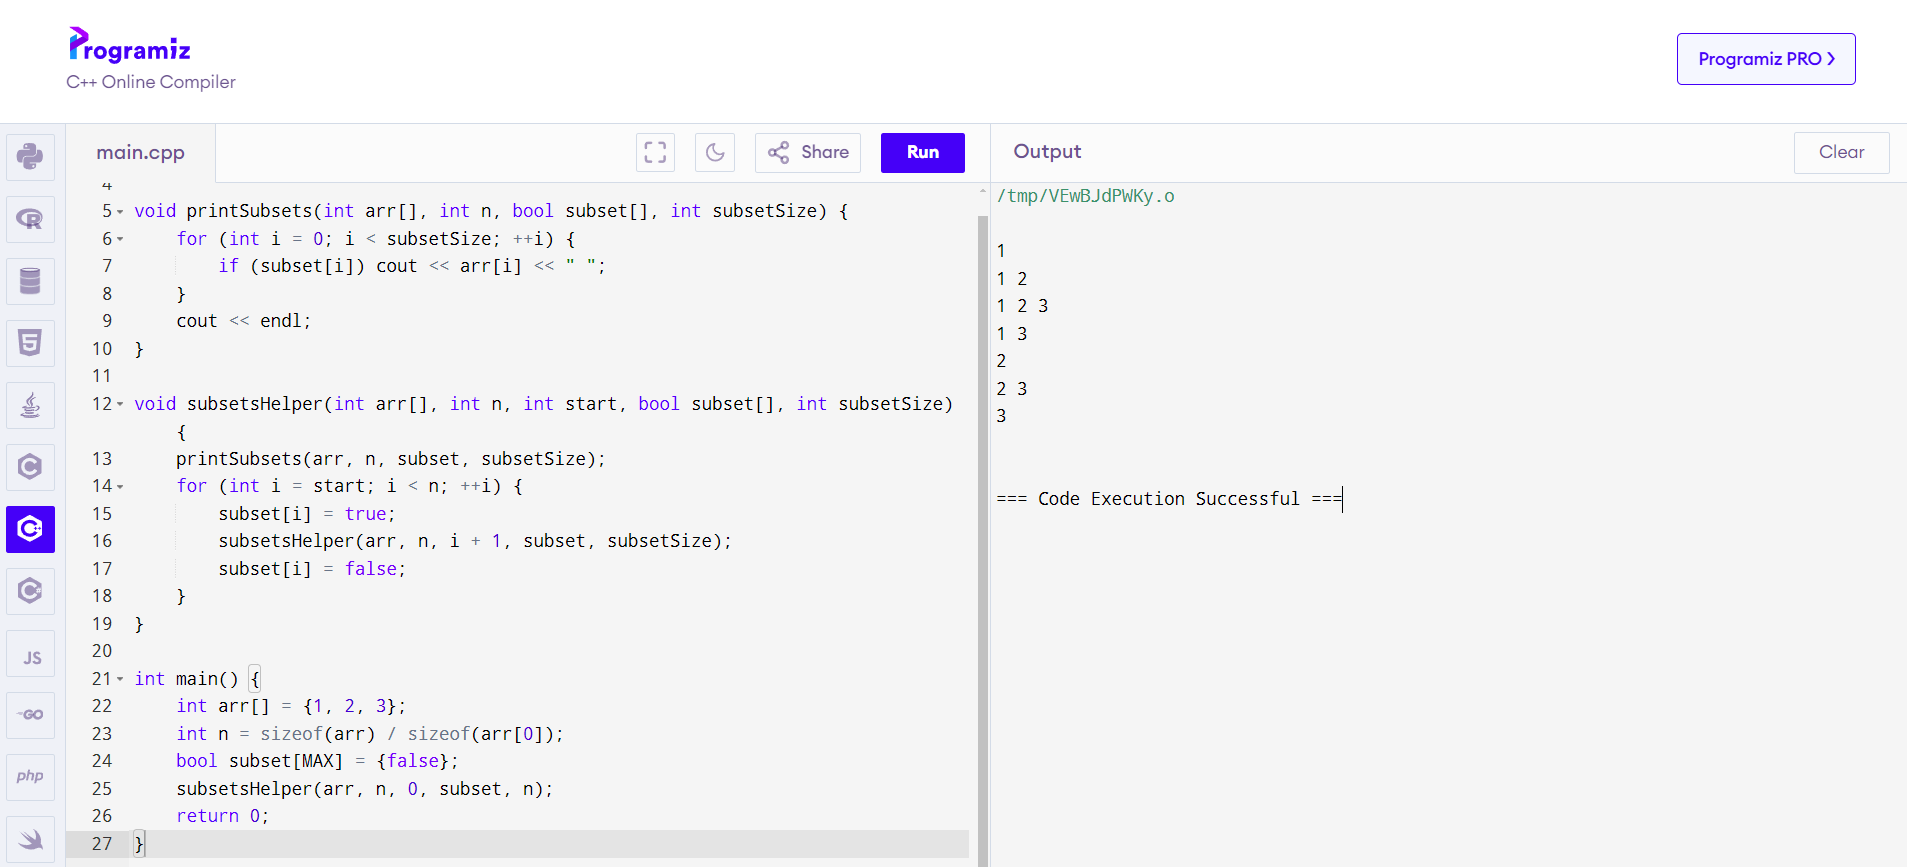 Programiz
C++ Online Compiler
Programiz PRO >
main.cpp
Share
Run
Output
Clear
4
5 void printSubsets(int arr[], int n, bool subset[], int subsetSize) {
6     for (int i = 0; i < subsetSize; ++i) {
7         if (subset[i]) cout << arr[i] << " ";
8     }
9     cout << endl;
10 }
11
12 void subsetsHelper(int arr[], int n, int start, bool subset[], int subsetSize)
    {
13     printSubsets(arr, n, subset, subsetSize);
14     for (int i = start; i < n; ++i) {
15         subset[i] = true;
16         subsetsHelper(arr, n, i + 1, subset, subsetSize);
17         subset[i] = false;
18     }
19 }
20
21 int main() {
22     int arr[] = {1, 2, 3};
23     int n = sizeof(arr) / sizeof(arr[0]);
24     bool subset[MAX] = {false};
25     subsetsHelper(arr, n, 0, subset, n);
26     return 0;
27 }
/tmp/VEwBJdPWKy.o
1
1 2
1 2 3
1 3
2
2 3
3
=== Code Execution Successful ===
R
5
C
C+
C
JS
GO
php